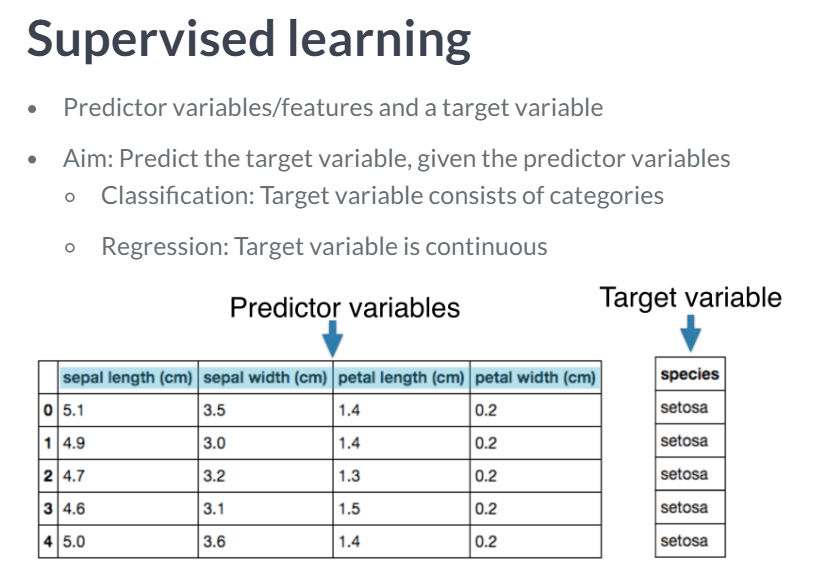 Supervised learning
• Predictor variables/features and a target variable
• Aim: Predict the target variable, given the predictor variables
○ Classification: Target variable consists of categories
○ Regression: Target variable is continuous
Predictor variables
Target variable
sepal length (cm) sepal width (cm) petal length (cm) petal width (cm)
0 5.1 3.5 1.4 0.2
1 4.9 3.0 1.4 0.2
2 4.7 3.2 1.3 0.2
3 4.6 3.1 1.5 0.2
4 5.0 3.6 1.4 0.2
species
setosa
setosa
setosa
setosa
setosa